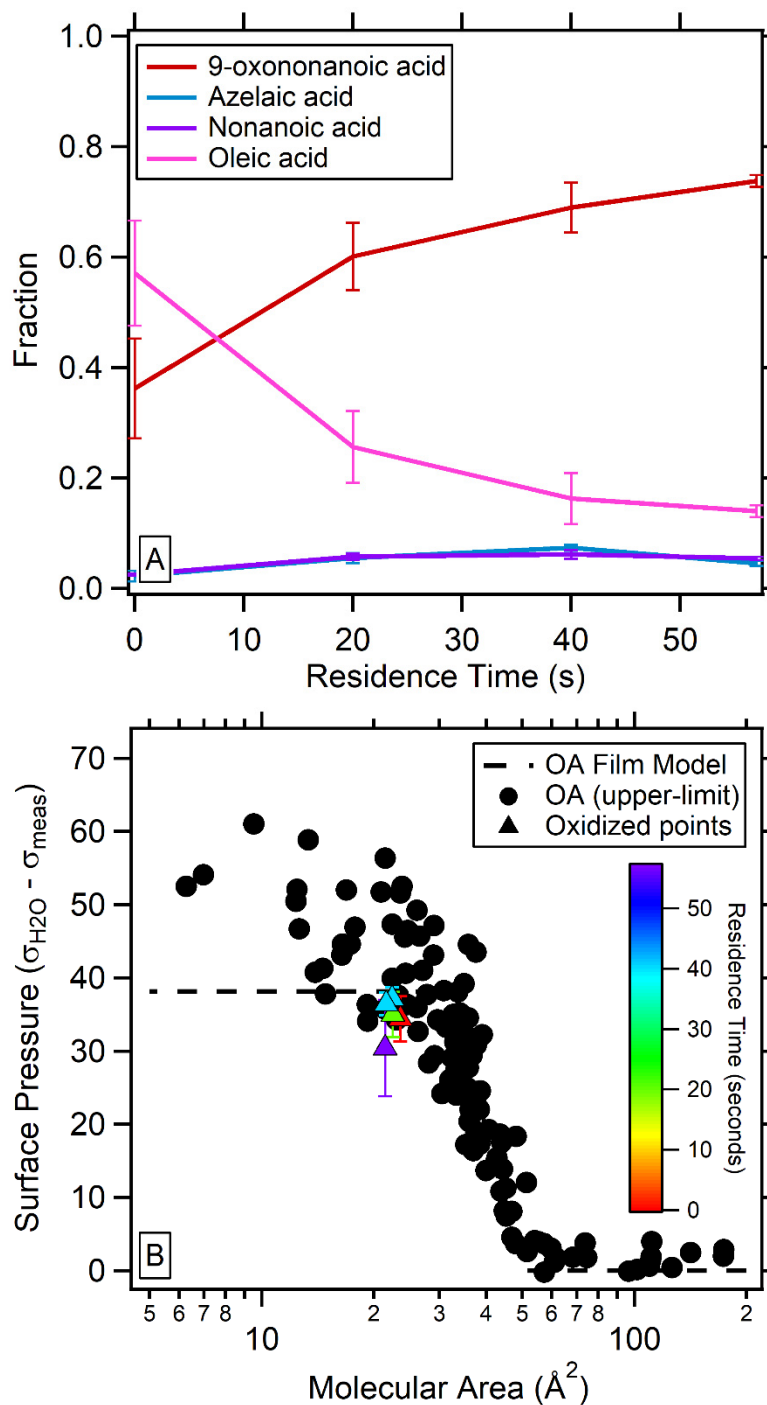 1.0
0.8
0.6
0.4
0.2
0.0
Fraction
9-oxononanoic acid
Azelaic acid
Nonanoic acid
Oleic acid
A
0 10 20 30 40 50
Residence Time (s)
70
60
50
40
30
20
10
0
Surface Pressure (σH2O - σmeas)
OA Film Model
OA (upper-limit)
Oxidized points
50
40
30
20
10
0
Residence Time (seconds)
B
5 6 7 8 10 2 3 4 5 6 7 8 100 2
Molecular Area (Å²)